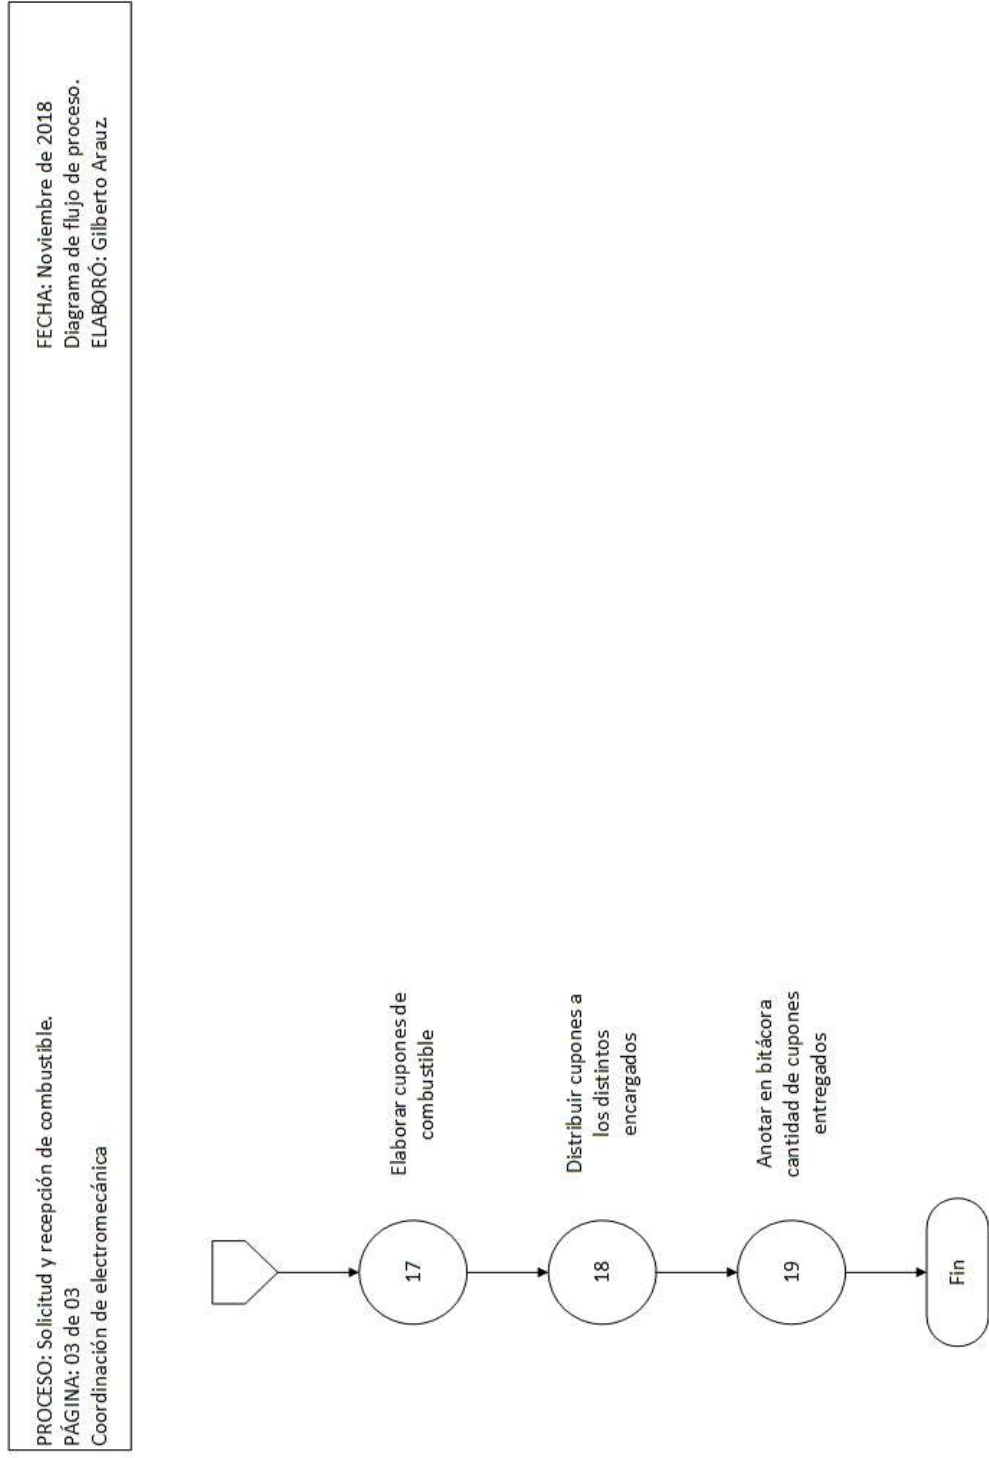 PROCESO: Solicitud y recepción de combustible.
PÁGINA: 03 de 03
Coordinación de electromecánica
FECHA: Noviembre de 2018
Diagrama de flujo de proceso.
ELABORÓ: Gilberto Arauz.
17
Elaborar cupones de
combustible
18
Distribuir cupones a
los distintos
encargados
19
Anotar en bitácora
cantidad de cupones
entregados
Fin